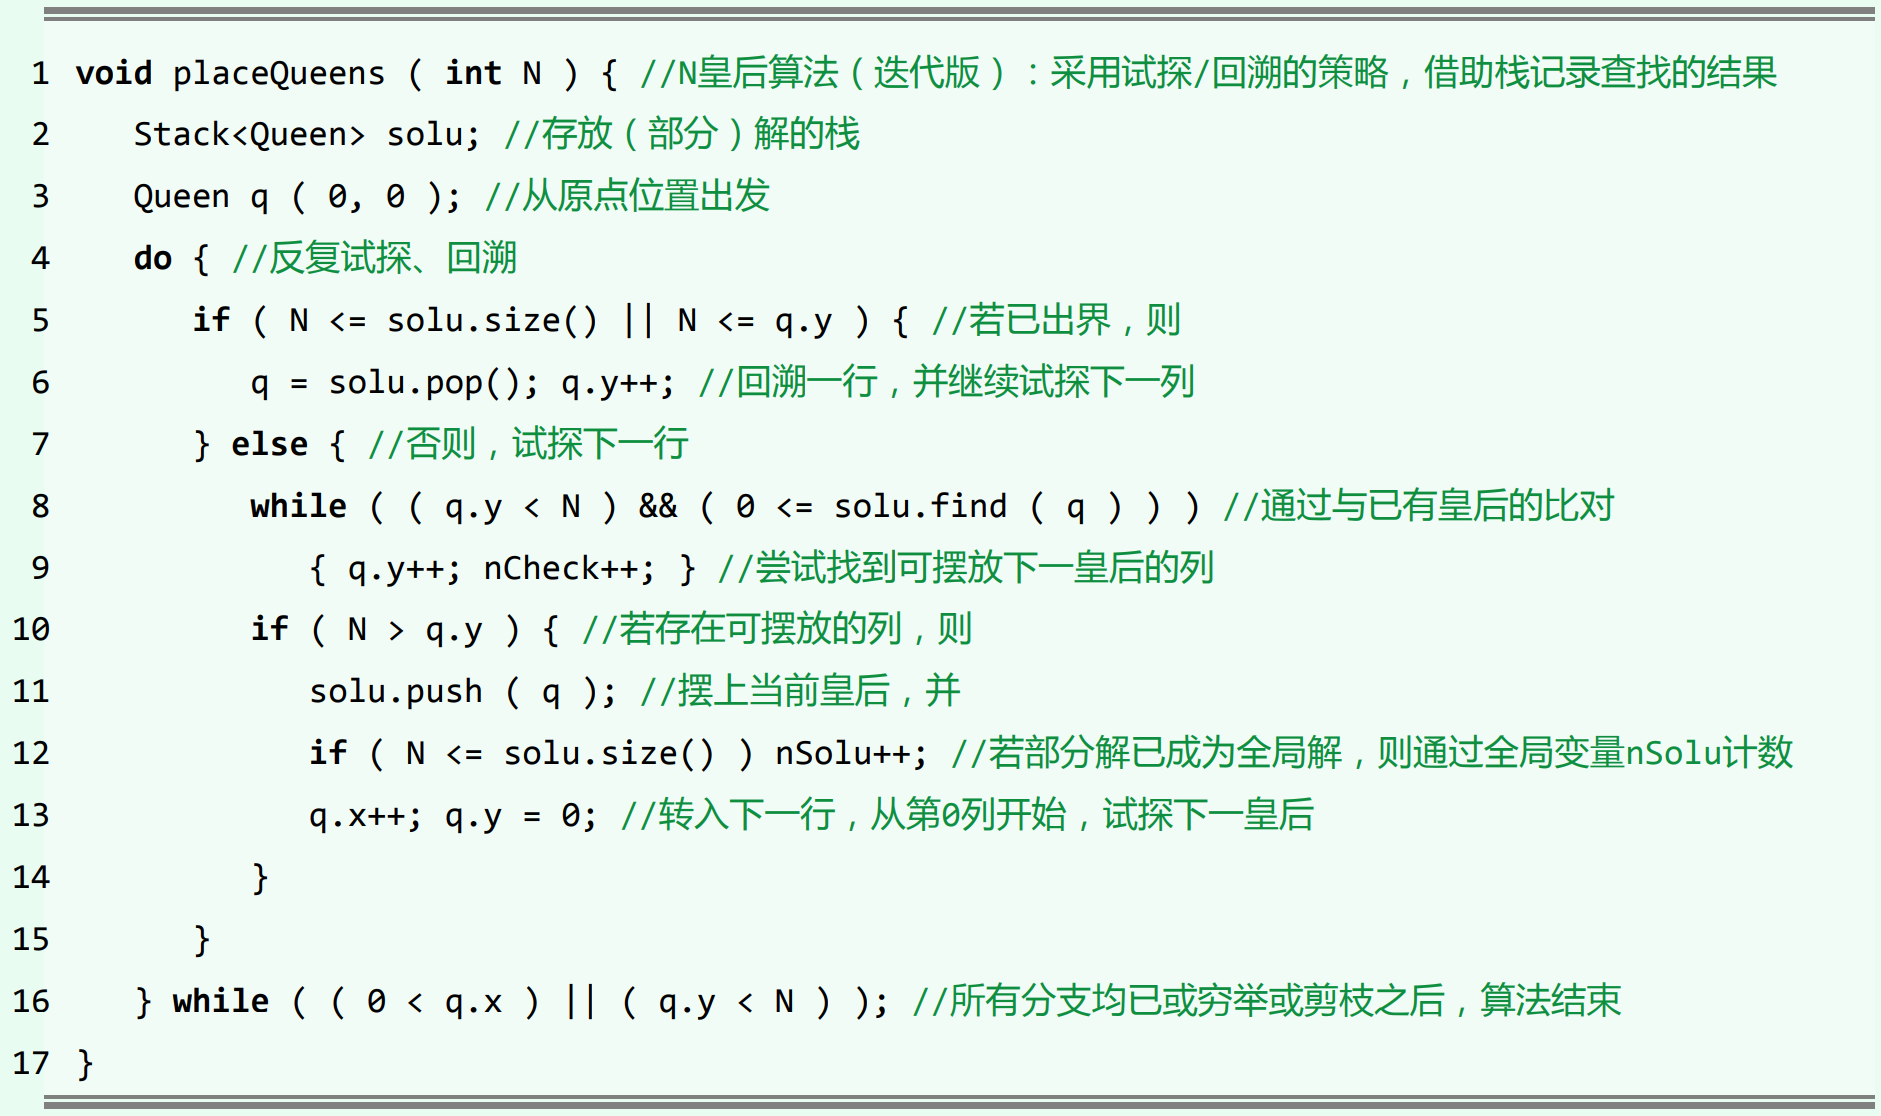 1 void placeQueens ( int N ) { //N皇后算法（迭代版）：采用试探/回溯的策略，借助栈记录查找的结果
2 Stack<Queen> solu; //存放（部分）解的栈
3 Queen q ( 0, 0 ); //从原点位置出发
4 do { //反复试探、回溯
5 if ( N <= solu.size() || N <= q.y ) { //若已出界，则
6 q = solu.pop(); q.y++; //回溯一行，并继续试探下一列
7 } else { //否则，试探下一行
8 while ( ( q.y < N ) && ( 0 <= solu.find ( q ) ) ) //通过与已有皇后的比对
9 { q.y++; nCheck++; } //尝试找到可摆放下一皇后的列
10 if ( N > q.y ) { //若存在可摆放的列，则
11 solu.push ( q ); //摆上当前皇后，并
12 if ( N <= solu.size() ) nSolu++; //若部分解已成为全局解，则通过全局变量nSolu计数
13 q.x++; q.y = 0; //转入下一行，从第0列开始，试探下一皇后
14 }
15 }
16 } while ( ( 0 < q.x ) || ( q.y < N ) ); //所有分支均已或穷举或剪枝之后，算法结束
17 }